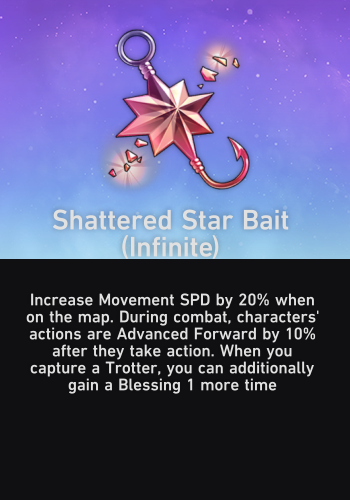 Shattered Star Bait
(Infinite)
Increase Movement SPD by 20% when
on the map. During combat, characters'
actions are Advanced Forward by 10%
after they take action. When you
capture a Trotter, you can additionally
gain a Blessing 1 more time